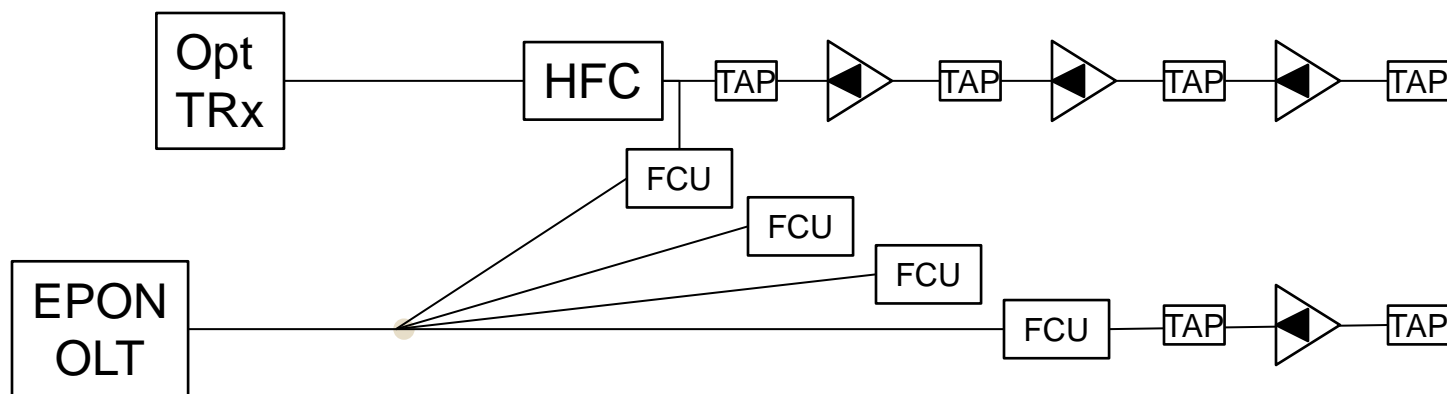 Opt
TRx
HFC
TAP
TAP
TAP
TAP
FCU
FCU
FCU
EPON
OLT
FCU
TAP
TAP